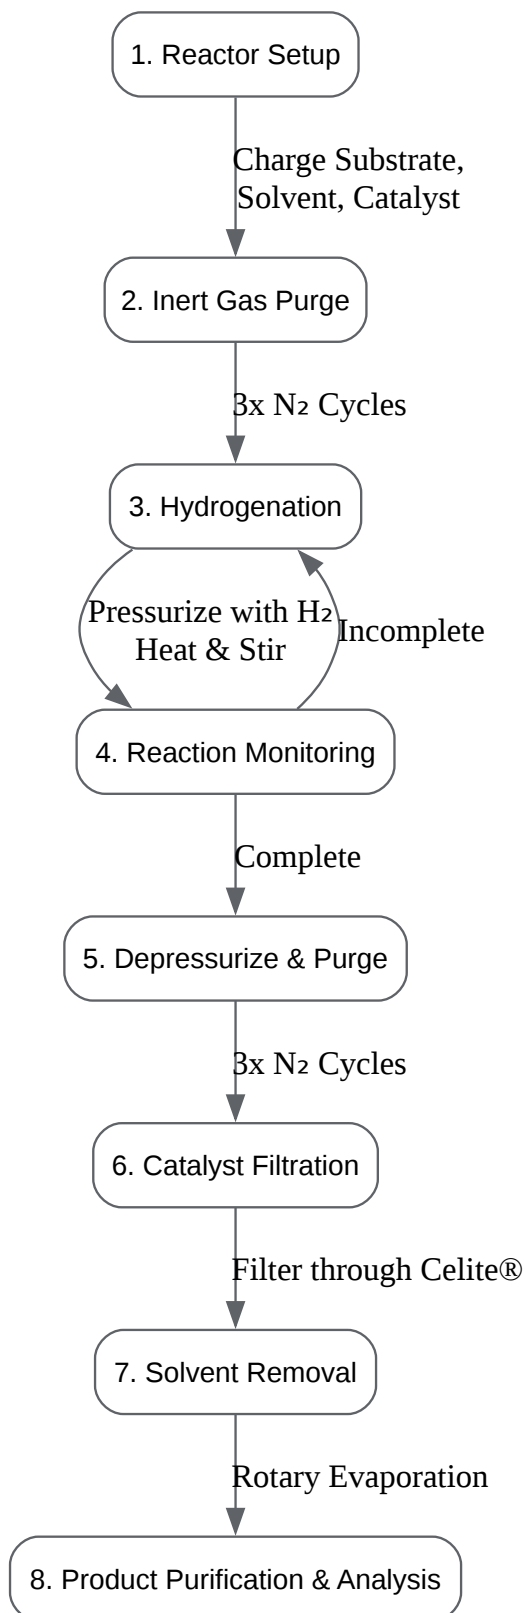 1. Reactor Setup
Charge Substrate,
Solvent, Catalyst
2. Inert Gas Purge
3x N₂ Cycles
3. Hydrogenation
Pressurize with H₂
Heat & Stir
Incomplete
4. Reaction Monitoring
Complete
5. Depressurize & Purge
3x N₂ Cycles
6. Catalyst Filtration
Filter through Celite®
7. Solvent Removal
Rotary Evaporation
8. Product Purification & Analysis